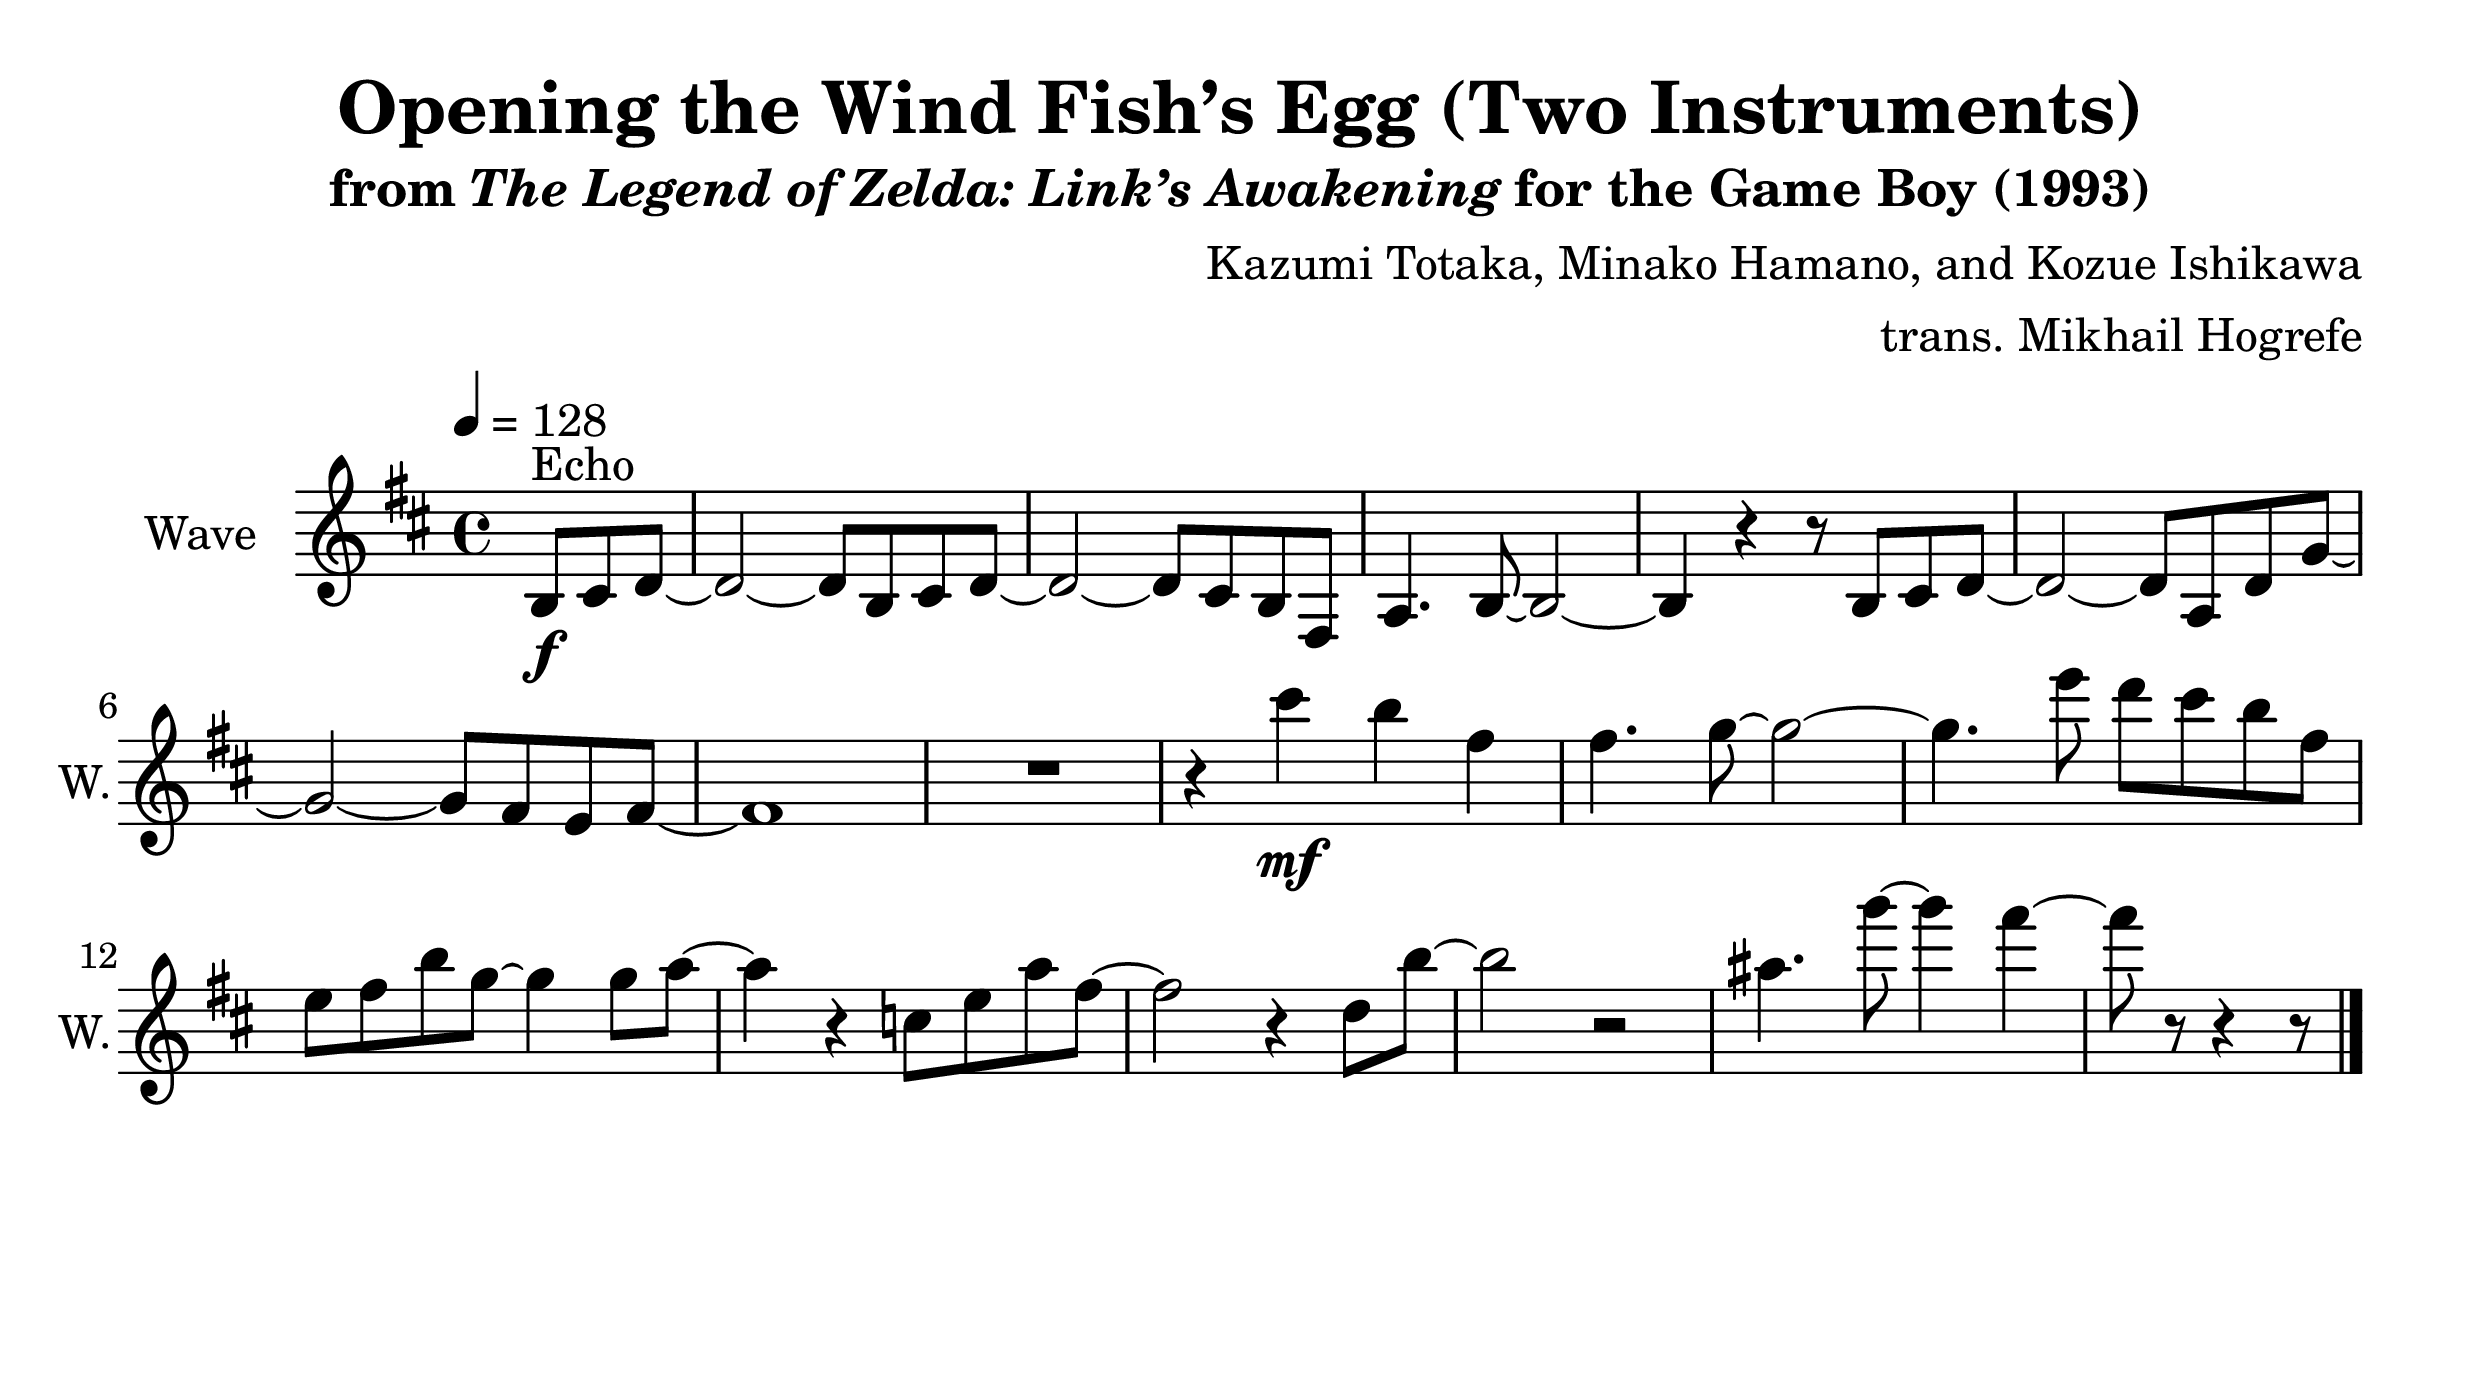 Opening the Wind Fish’s Egg (Two Instruments)
from The Legend of Zelda: Link’s Awakening for the Game Boy (1993)
Kazumi Totaka, Minako Hamano, and Kozue Ishikawa
trans. Mikhail Hogrefe
= 128
Echo
Wave
f
6
W.
mf
12
W.